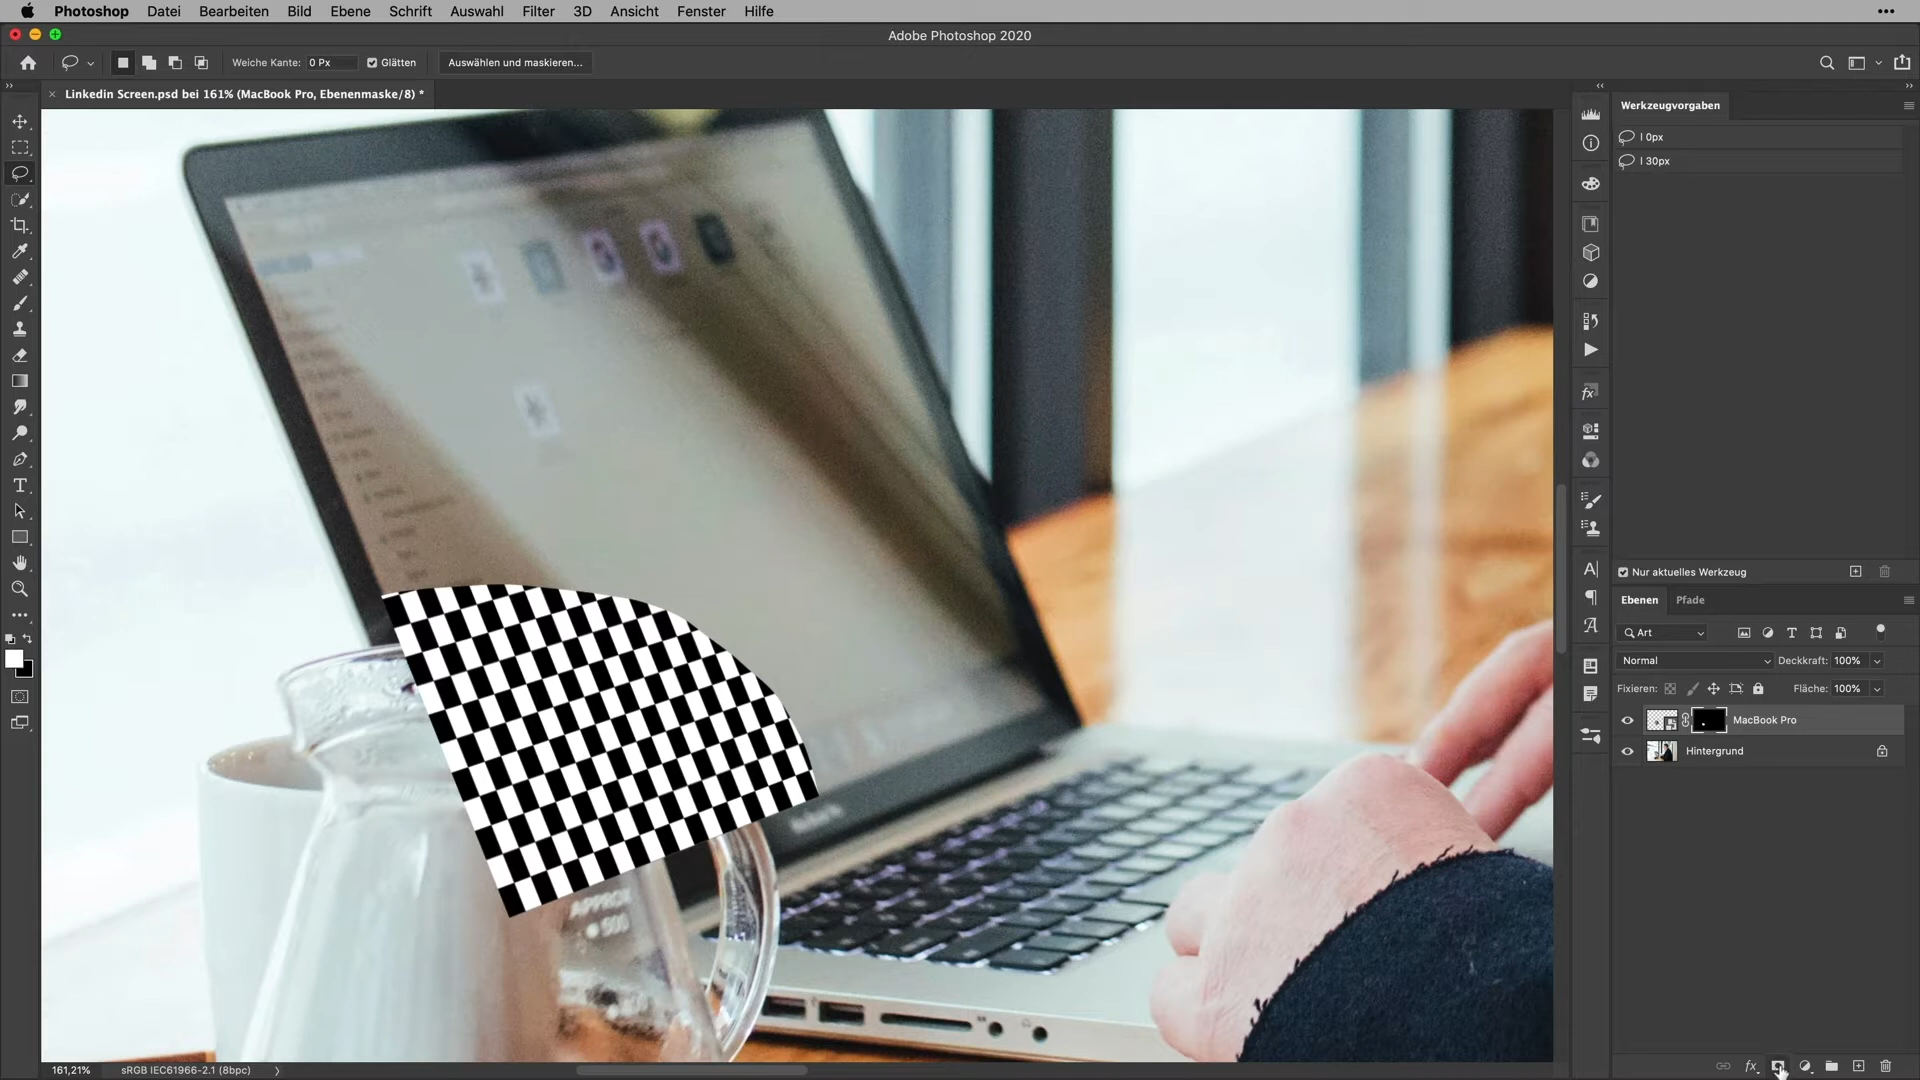 Photoshop Datei Bearbeiten Bild Ebene Schrift Auswahl Filter 3D Ansicht Fenster Hilfe
Adobe Photoshop 2020
Weiche Kante: 0 Px Glätten Auswählen und maskieren...
Linkedin Screen.psd bei 161% (MacBook Pro, Ebenenmaske/8) *
Werkzeugvorgaben
l 0px
l 30px
Nur aktuelles Werkzeug
Ebenen Pfade
Art
Normal Deckkraft: 100%
Fixieren: Fläche: 100%
MacBook Pro
Hintergrund
APPROX
500
161,21% sRGB IEC61966-2.1 (8bpc)